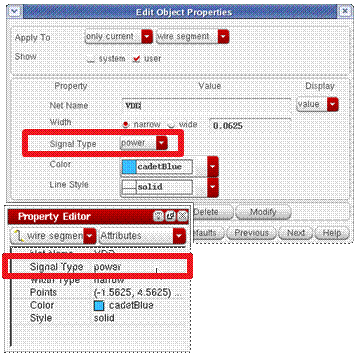 Edit Object Properties
Apply To only current wire segment
Show system user
Property Value Display
Net Name VDD value
Width narrow wide 0.0625
Signal Type power
Color cadetBlue
Line Style solid
Delete Modify
Previous Next Help
Property Editor
wire segmen Attributes
Signal Type power
Width Type narrow
Points (-1.5625, 4.5625) ...
Color cadetBlue
Style solid